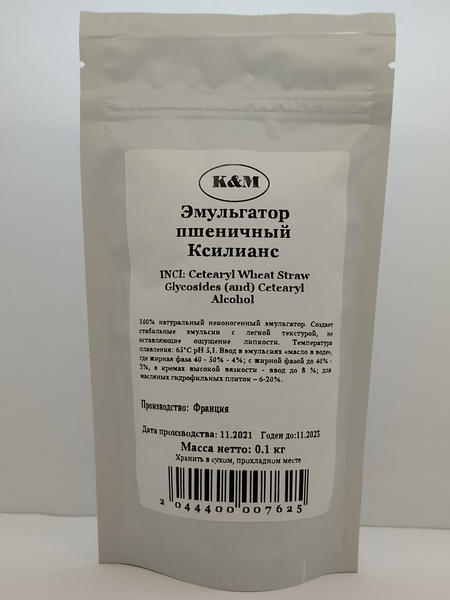 K&M
Эмульгатор
пшеничный
Ксилианс
INCI: Cetearyl Wheat Straw
Glycosides (and) Cetearyl
Alcohol
100% натуральный неионогенный эмульгатор. Создает
стабильные эмульсии с легкой текстурой, не
оставляющие ощущение липкости. Температура
плавления: 65°С pH 5,1. Ввод в эмульсиях «масло в воде»,
где жирная фаза 40 - 50% - 4%; с жирной фазой до 40% -
3%, в кремах высокой вязкости - ввод до 8 %; для
масляных гидрофильных плиток – 6-20%.
Производство: Франция
Дата производства: 11.2021 Годен до:11.2023
Масса нетто: 0.1 кг
Хранить в сухом, прохладном месте
2 044400 007625